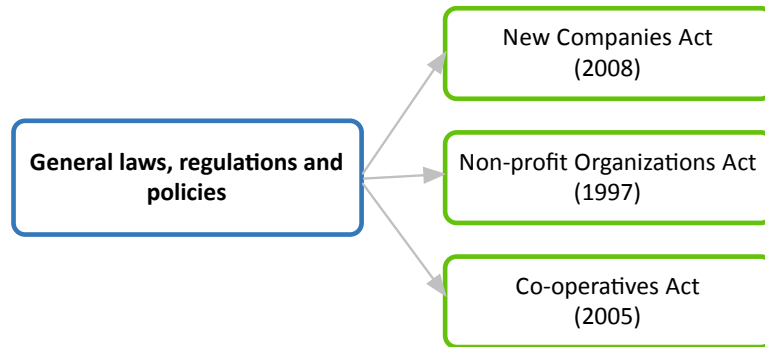 New Companies Act
(2008)
General laws, regulations and
policies
Non-profit Organizations Act
(1997)
Co-operatives Act
(2005)